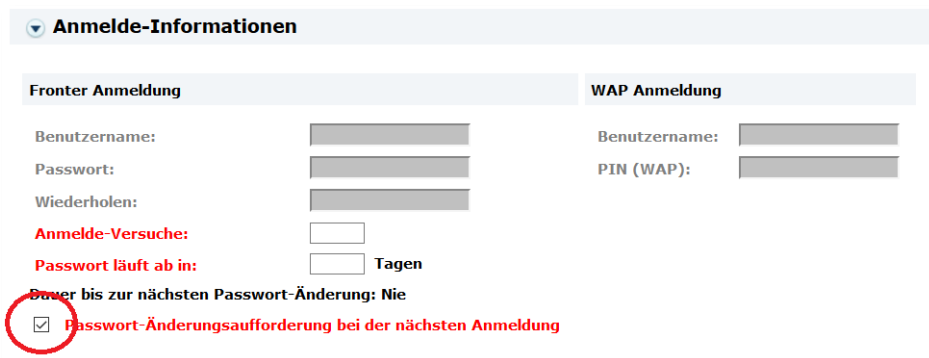 Anmelde-Informationen
Fronter Anmeldung
WAP Anmeldung
Benutzername:
Benutzername:
Passwort:
PIN (WAP):
Wiederholen:
Anmelde-Versuche:
Passwort läuft ab in: Tagen
Dauer bis zur nächsten Passwort-Änderung: Nie
Passwort-Änderungsaufforderung bei der nächsten Anmeldung